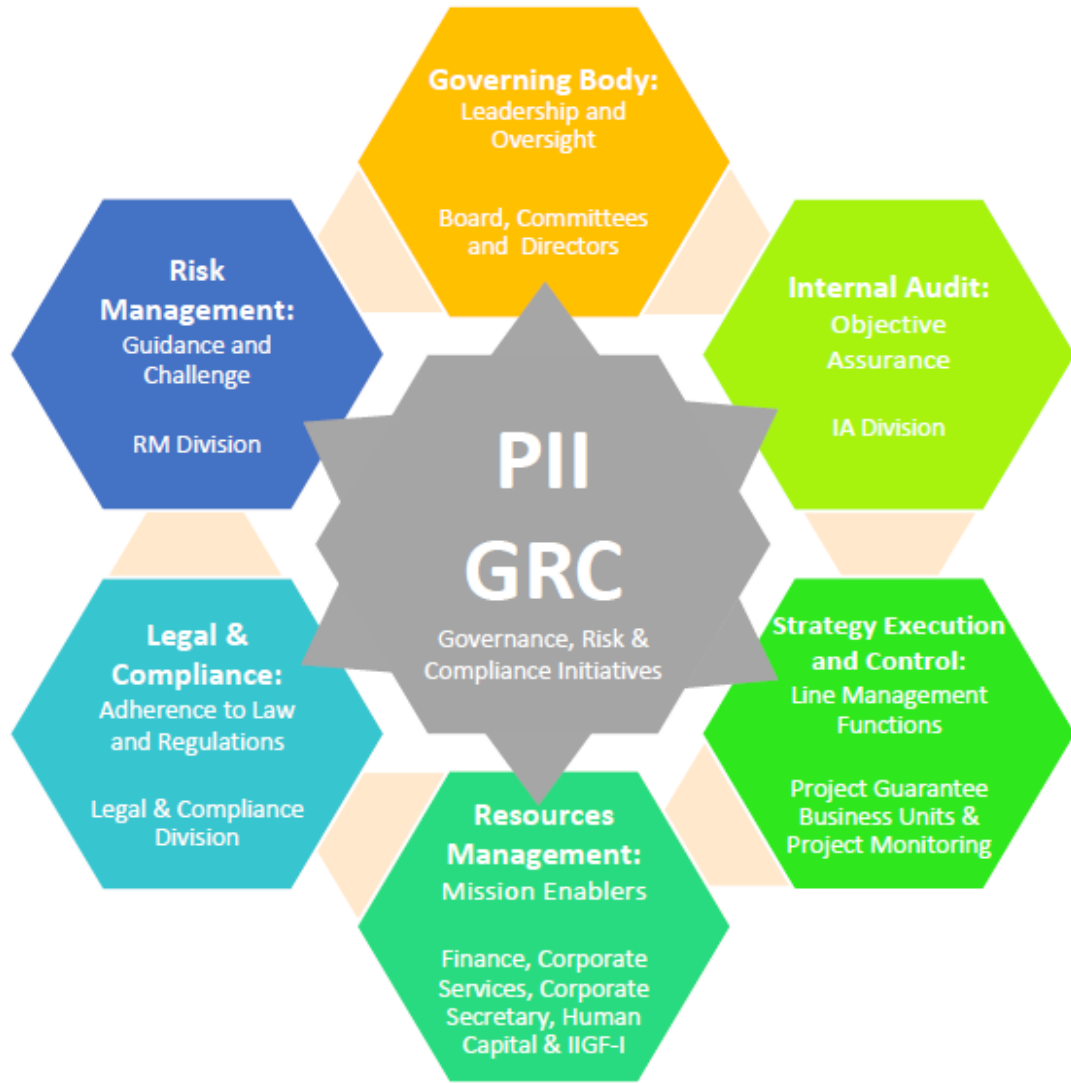 Governing Body:
Leadership and
Oversight
Board, Committees
and Directors
Internal Audit:
Objective
Assurance
IA Division
Strategy Execution
and Control:
Line Management
Functions
Project Guarantee
Business Units &
Project Monitoring
Resources
Management:
Mission Enablers
Finance, Corporate
Services, Corporate
Secretary, Human
Capital & IIGF-I
Legal &
Compliance:
Adherence to Law
and Regulations
Legal & Compliance
Division
Risk
Management:
Guidance and
Challenge
RM Division
PII
GRC
Governance, Risk &
Compliance Initiatives